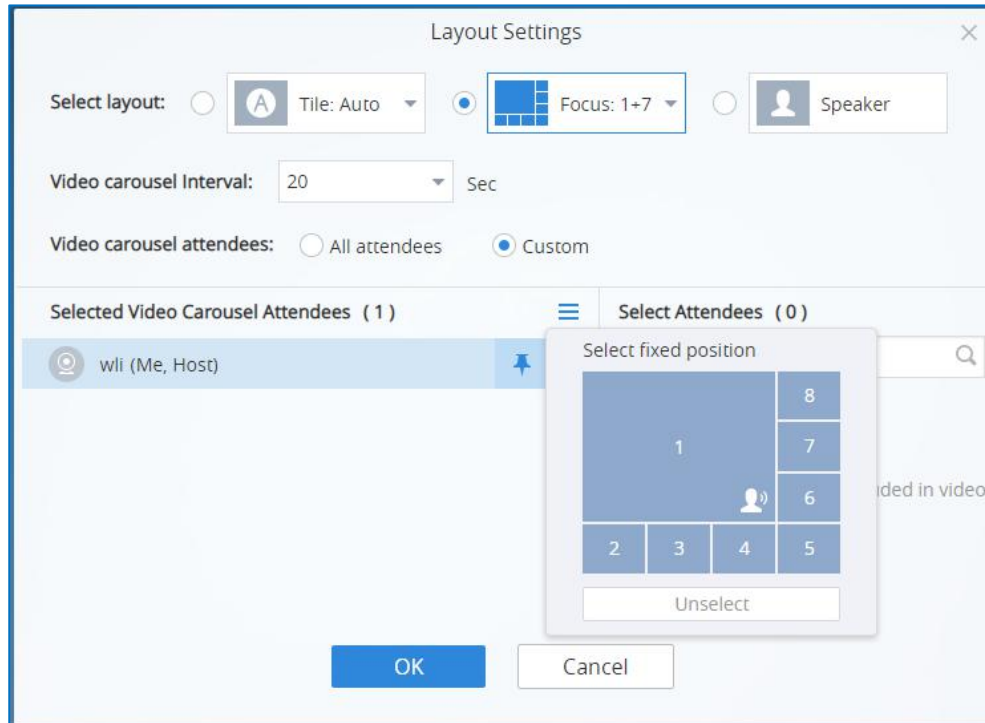 Layout Settings
Select layout: A Tile: Auto Focus: 1+7 Speaker
Video carousel Interval: 20 Sec
Video carousel attendees: All attendees Custom
Selected Video Carousel Attendees ( 1 )
Select Attendees ( 0 )
wli (Me, Host)
Select fixed position
8
1 7
6
2 3 4 5
in video
Unselect
OK Cancel